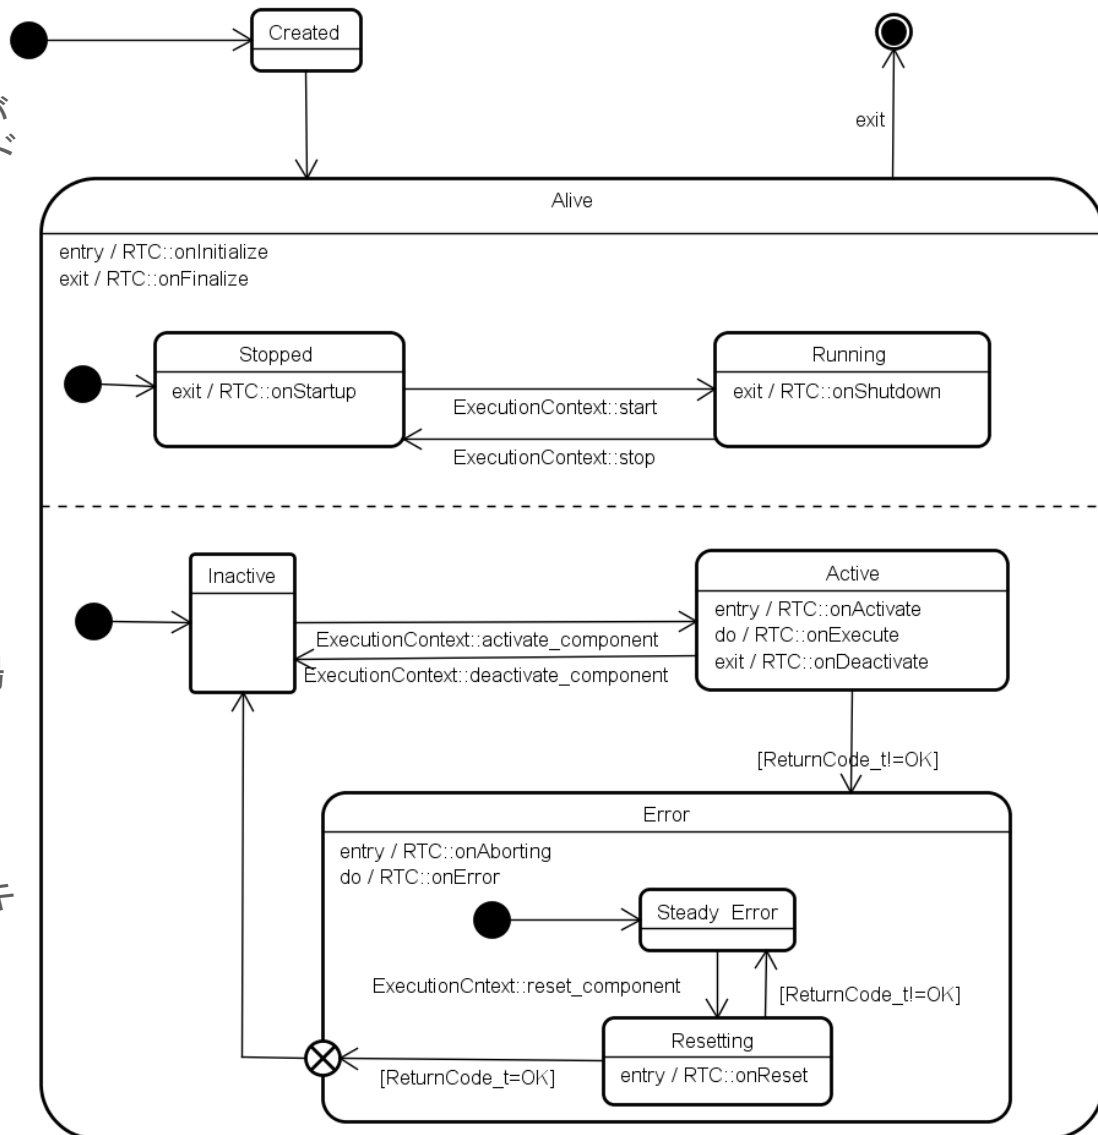 Created
が
ド
exit
Alive
entry / RTC::onInitialize
exit / RTC::onFinalize
Stopped
exit / RTC::onStartup
Running
exit / RTC::onShutdown
ExecutionContext::start
ExecutionContext::stop
Inactive
Active
entry / RTC::onActivate
do / RTC::onExecute
exit / RTC::onDeactivate
ExecutionContext::activate_component
ExecutionContext::deactivate_component
[ReturnCode_t!=OK]
Error
entry / RTC::onAborting
do / RTC::onError
キ
Steady Error
ExecutionCntext::reset_component
[ReturnCode_t!=OK]
Resetting
entry / RTC::onReset
[ReturnCode_t=OK]